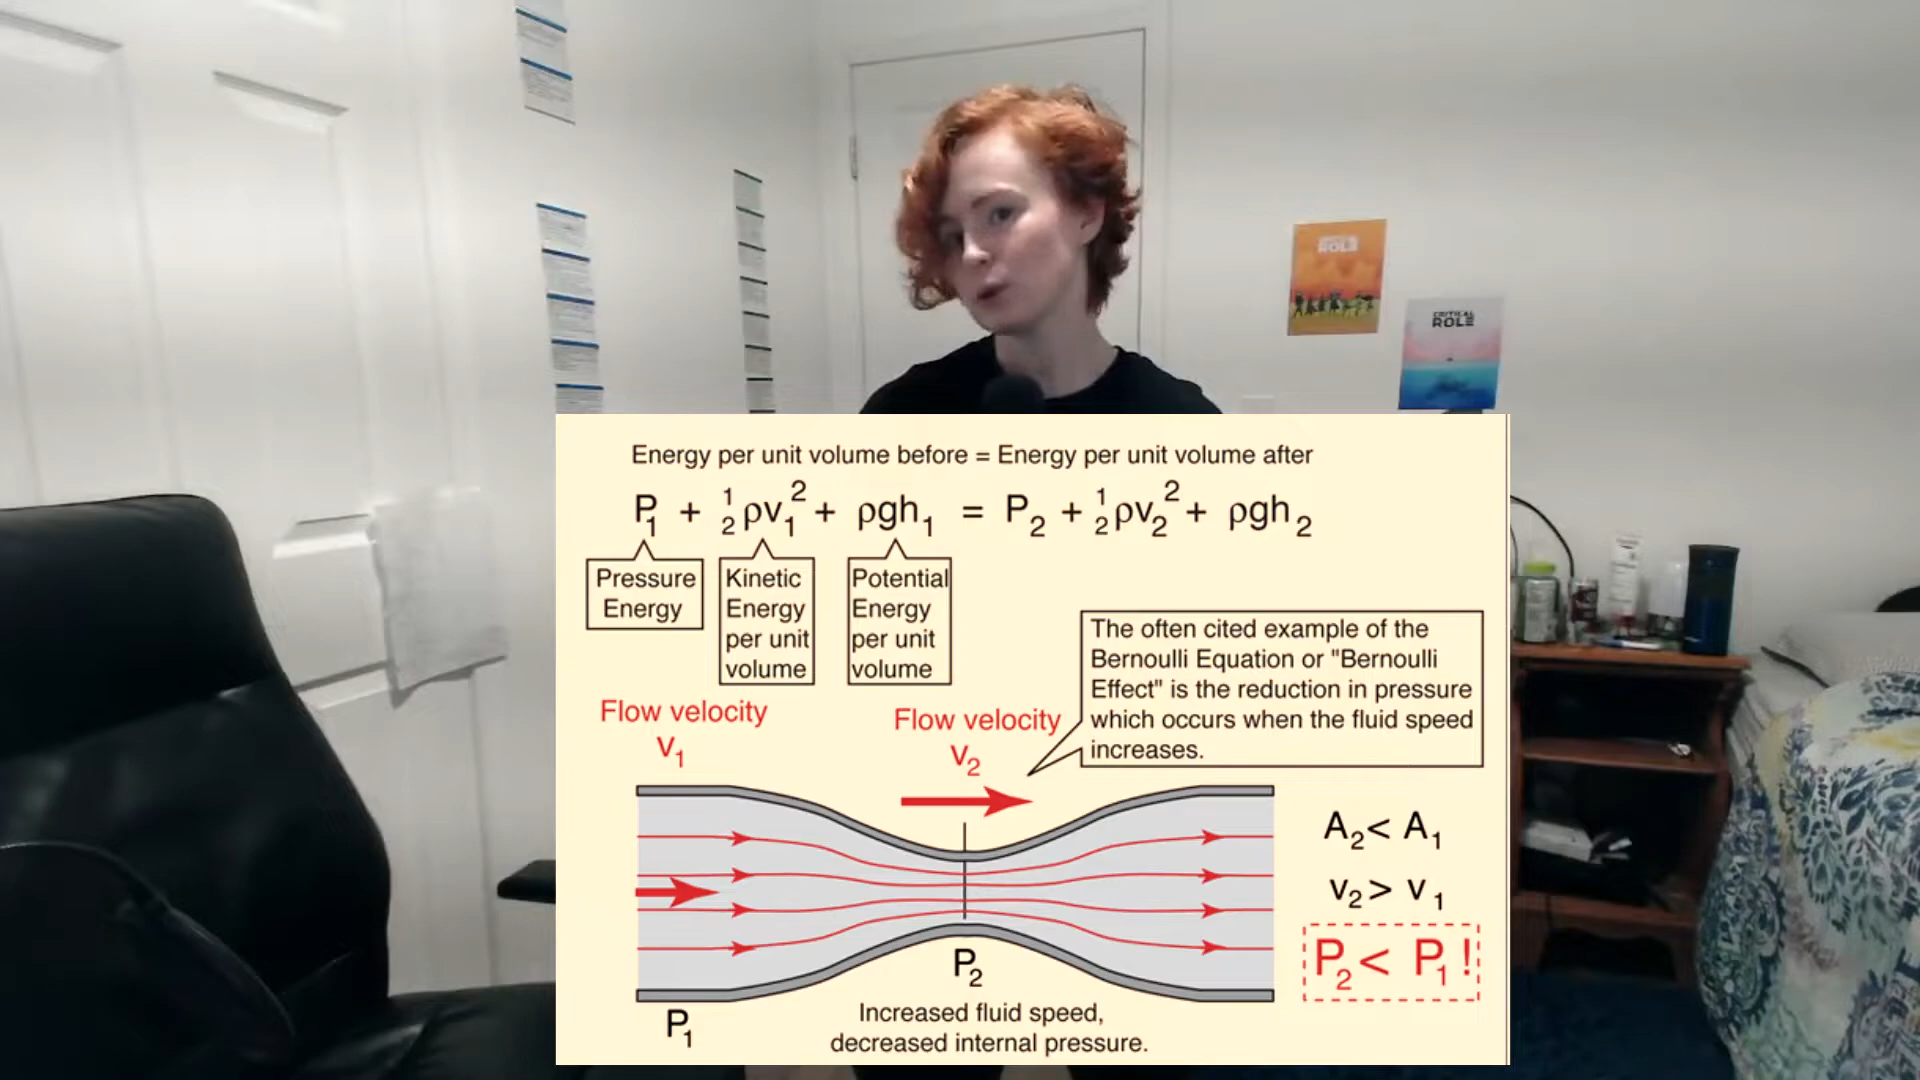 ROLE
CRITICAL
ROLE
Energy per unit volume before = Energy per unit volume after
P₁ + ½ρv₁² + ρgh₁ = P₂ + ½ρv₂² + ρgh₂
Pressure
Energy
Kinetic
Energy
per unit
volume
Potential
Energy
per unit
volume
The often cited example of the
Bernoulli Equation or "Bernoulli
Effect" is the reduction in pressure
which occurs when the fluid speed
increases.
Flow velocity
v₁
Flow velocity
v₂
A₂< A₁
v₂> v₁
P₂< P₁!
P₂
P₁
Increased fluid speed,
decreased internal pressure.